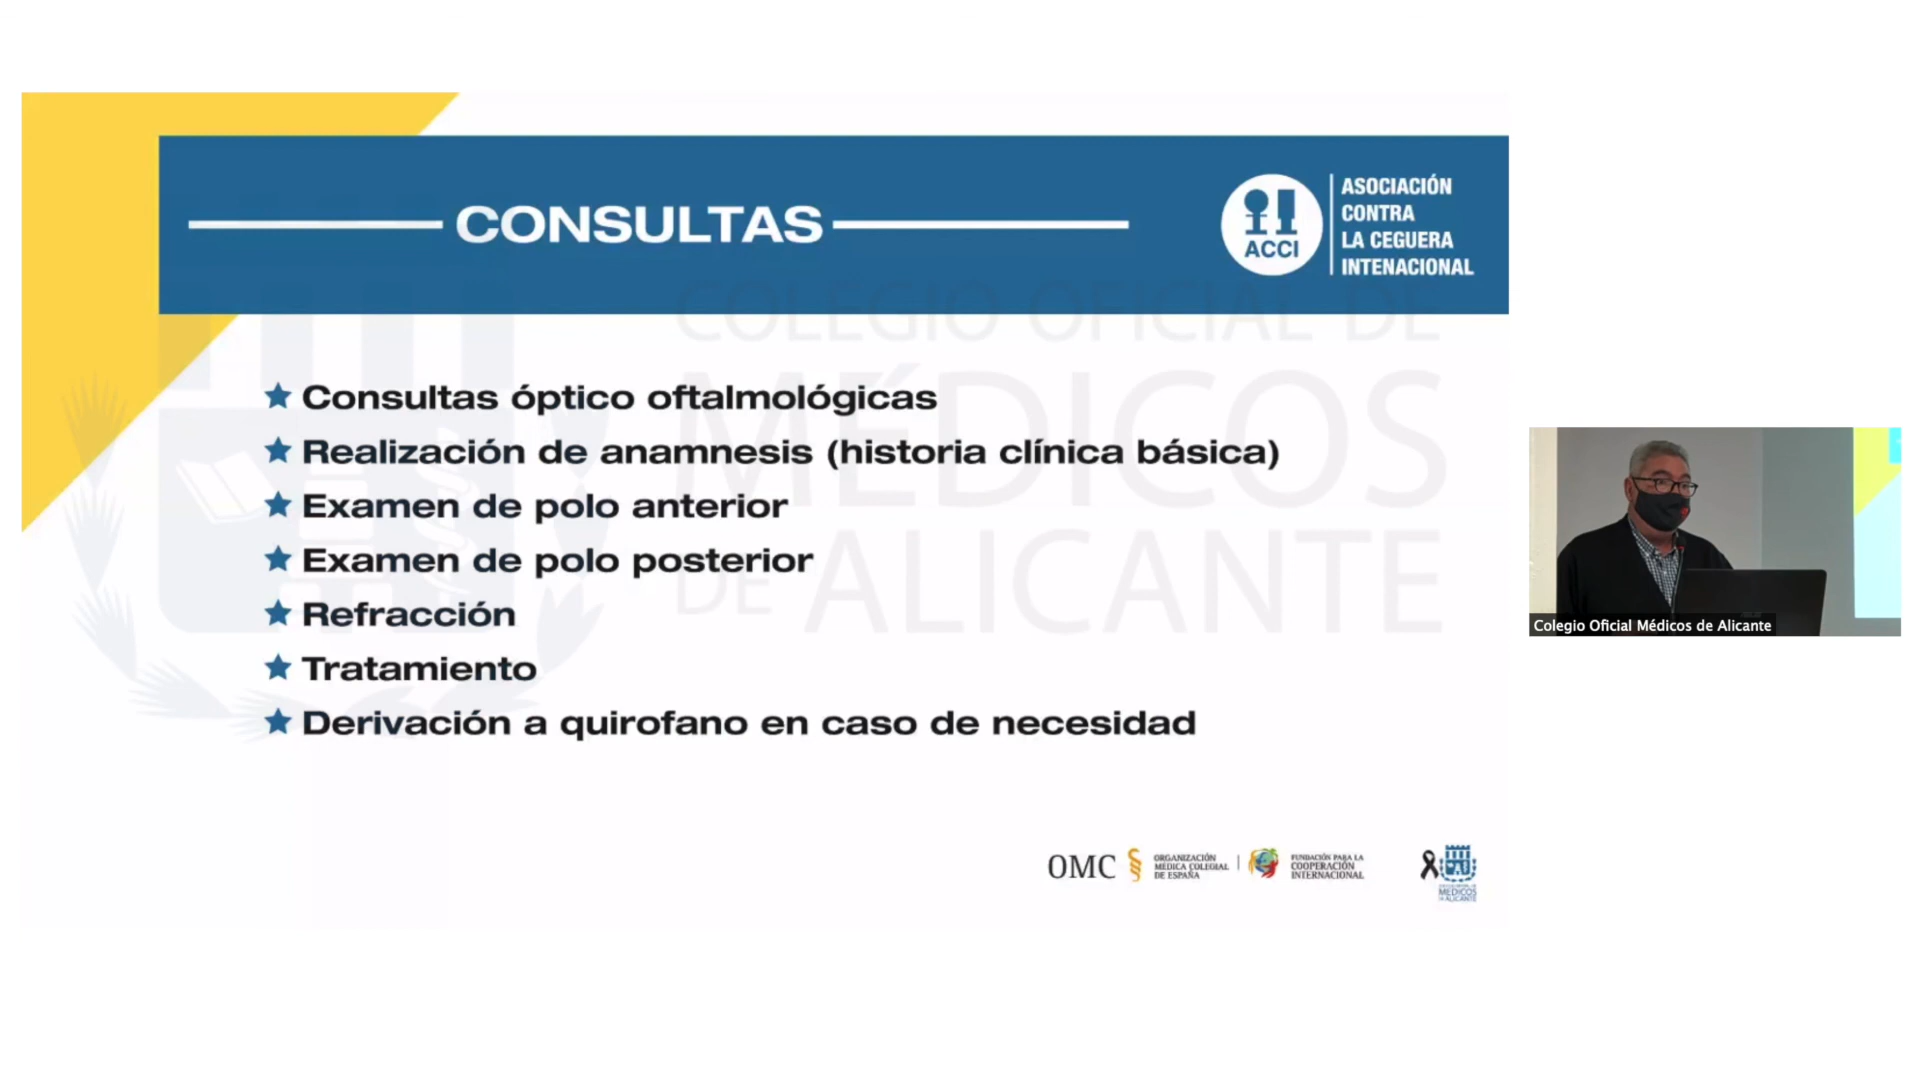 CONSULTAS
ACCI
ASOCIACIÓN
CONTRA
LA CEGUERA
INTENACIONAL
COLEGIO OFICIAL DE
MÉDICOS
DE ALICANTE
★ Consultas óptico oftalmológicas
★ Realización de anamnesis (historia clínica básica)
★ Examen de polo anterior
★ Examen de polo posterior
★ Refracción
★ Tratamiento
★ Derivación a quirofano en caso de necesidad
Colegio Oficial Médicos de Alicante
OMC
ORGANIZACIÓN
MÉDICA COLEGIAL
DE ESPAÑA
FUNDACIÓN PARA LA
COOPERACIÓN
INTERNACIONAL
MEDICOS
DE ALICANTE